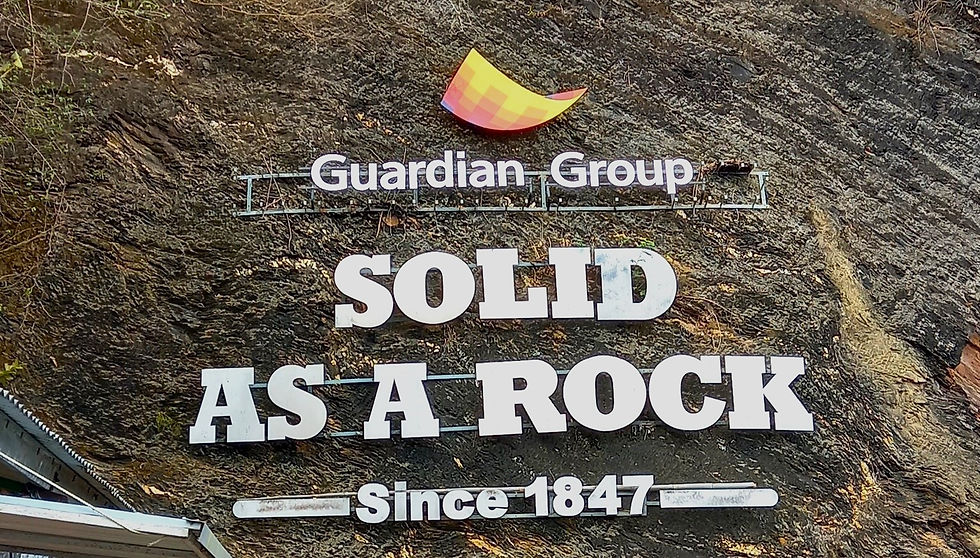 Guardian Group
SOLID
AS A ROCK
Since 1847